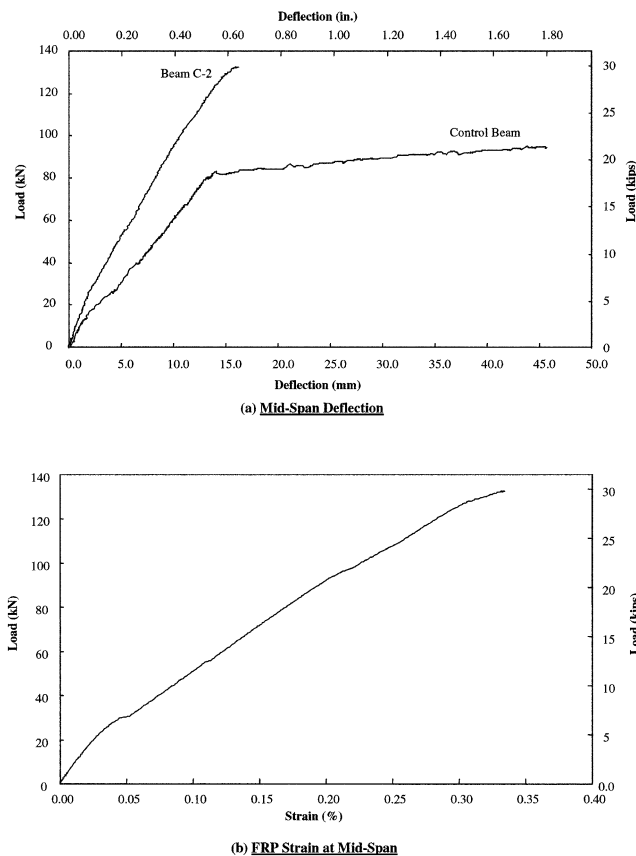 Deflection (in.)
0.00 0.20 0.40 0.60 0.80 1.00 1.20 1.40 1.60 1.80
140
120
100
80
60
40
20
0
Load (kN)
Beam C-2
Control Beam
30
25
20
15
10
5
0
Load (kips)
0.0 5.0 10.0 15.0 20.0 25.0 30.0 35.0 40.0 45.0 50.0
Deflection (mm)
(a) Mid-Span Deflection
140
120
100
80
60
40
20
0
Load (kN)
30
25
20
15
10
5
0.0
Load (kips)
0.00 0.05 0.10 0.15 0.20 0.25 0.30 0.35 0.40
Strain (%)
(b) FRP Strain at Mid-Span